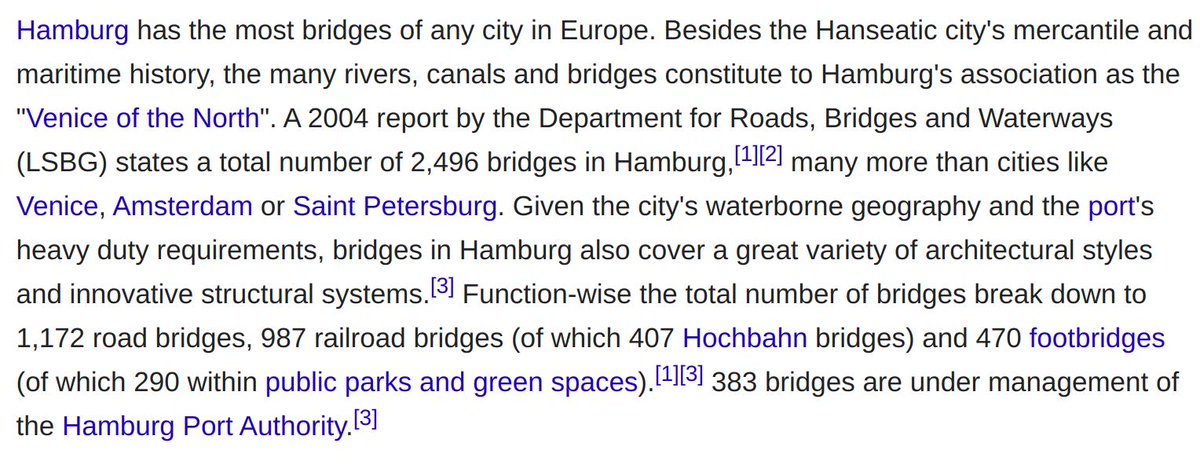 Hamburg has the most bridges of any city in Europe. Besides the Hanseatic city's mercantile and
maritime history, the many rivers, canals and bridges constitute to Hamburg's association as the
"Venice of the North". A 2004 report by the Department for Roads, Bridges and Waterways
(LSBG) states a total number of 2,496 bridges in Hamburg,[1][2] many more than cities like
Venice, Amsterdam or Saint Petersburg. Given the city's waterborne geography and the port's
heavy duty requirements, bridges in Hamburg also cover a great variety of architectural styles
and innovative structural systems.[3] Function-wise the total number of bridges break down to
1,172 road bridges, 987 railroad bridges (of which 407 Hochbahn bridges) and 470 footbridges
(of which 290 within public parks and green spaces).[1][3] 383 bridges are under management of
the Hamburg Port Authority.[3]